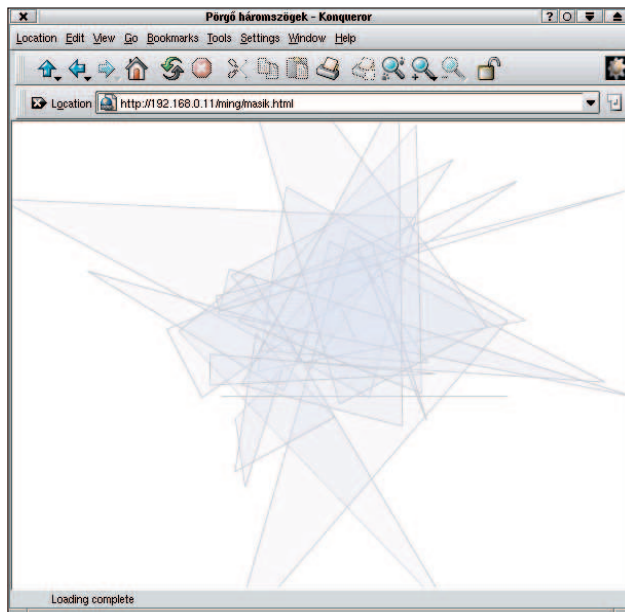 Pörgő háromszögek - Konqueror
Location Edit View Go Bookmarks Tools Settings Window Help
Location http://192.168.0.11/ming/masik.html
Loading complete